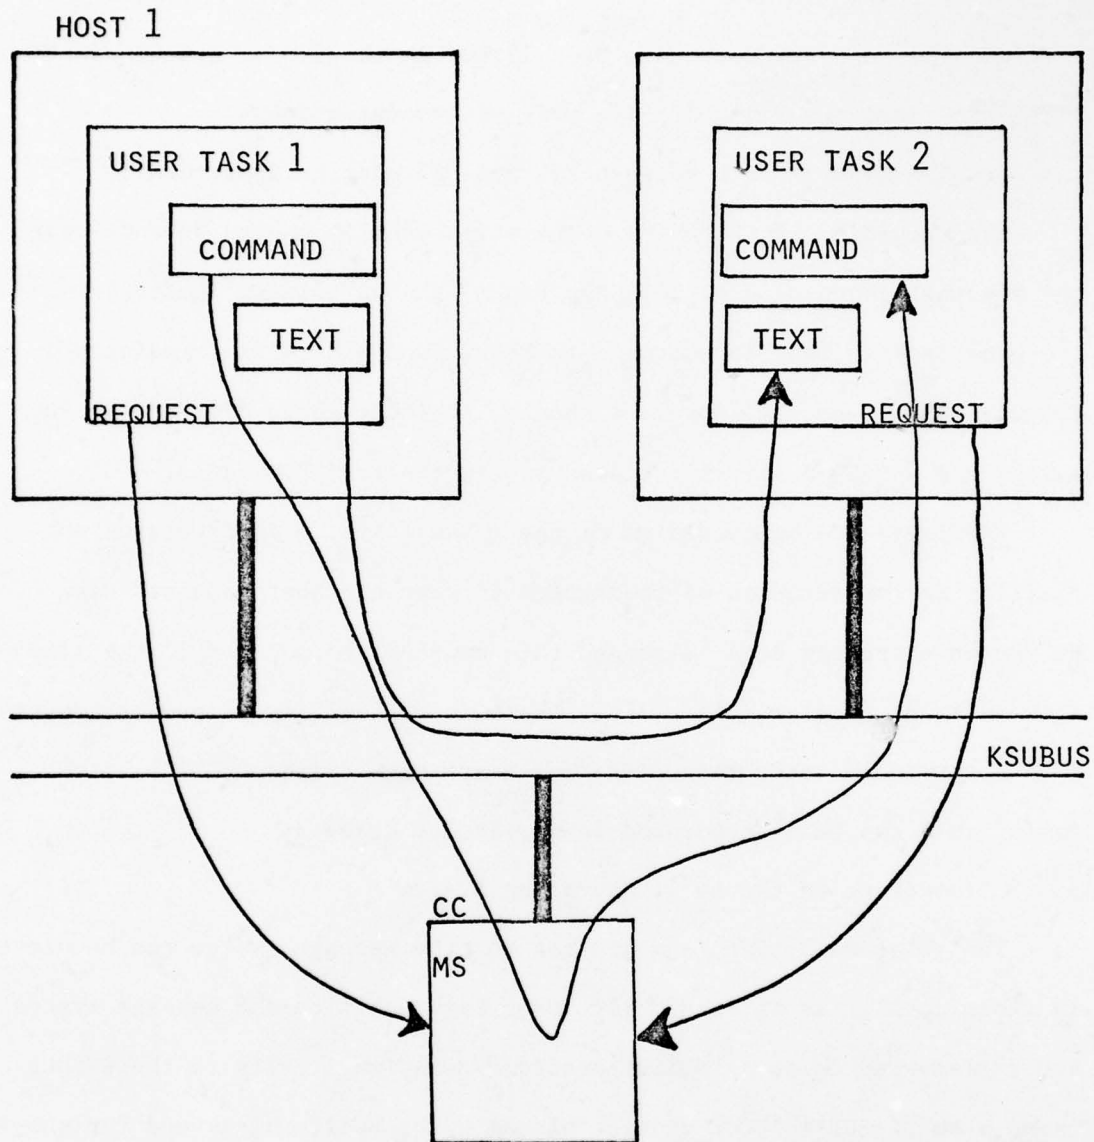 HOST 1
USER TASK 1
COMMAND
TEXT
REQUEST
USER TASK 2
COMMAND
TEXT
REQUEST
KSUBUS
CC
MS